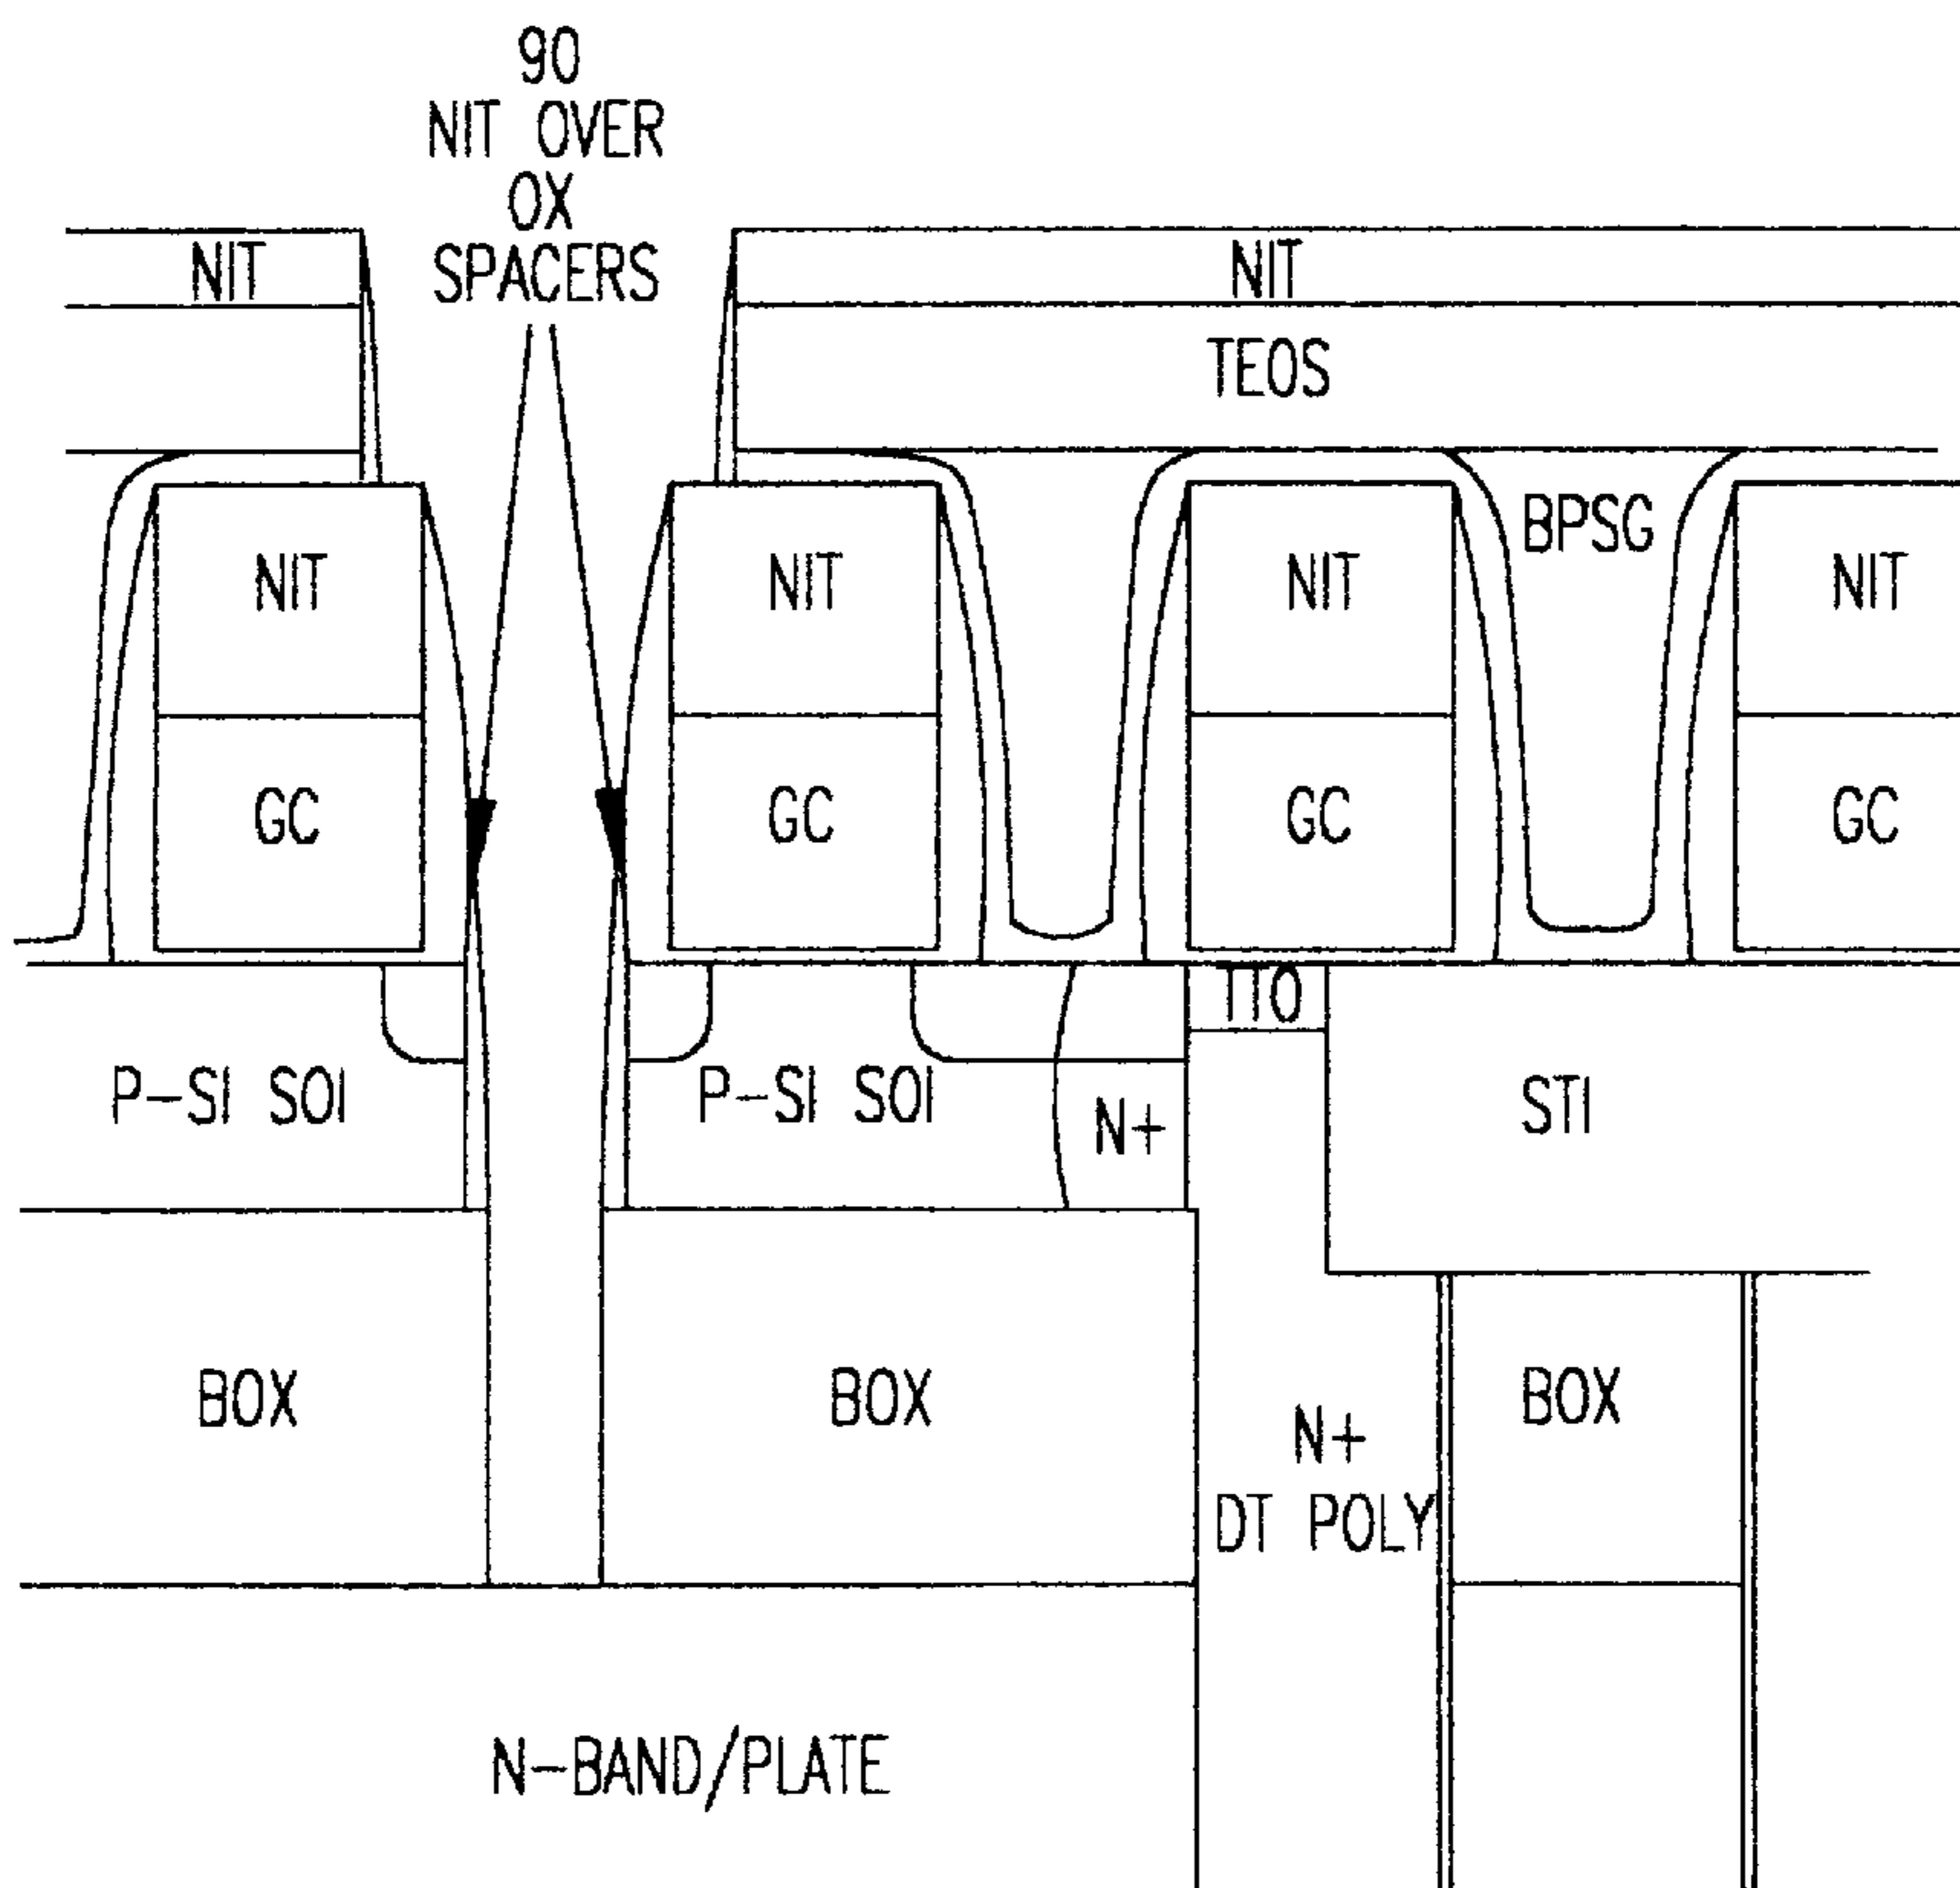 90
NIT OVER
OX
SPACERS
NIT
NIT
TEOS
BPSG
NIT
NIT
NIT
NIT
GC
GC
GC
GC
TTO
P-SI SOI
P-SI SOI
N+
STI
BOX
BOX
BOX
N+
DT POLY
N-BAND/PLATE